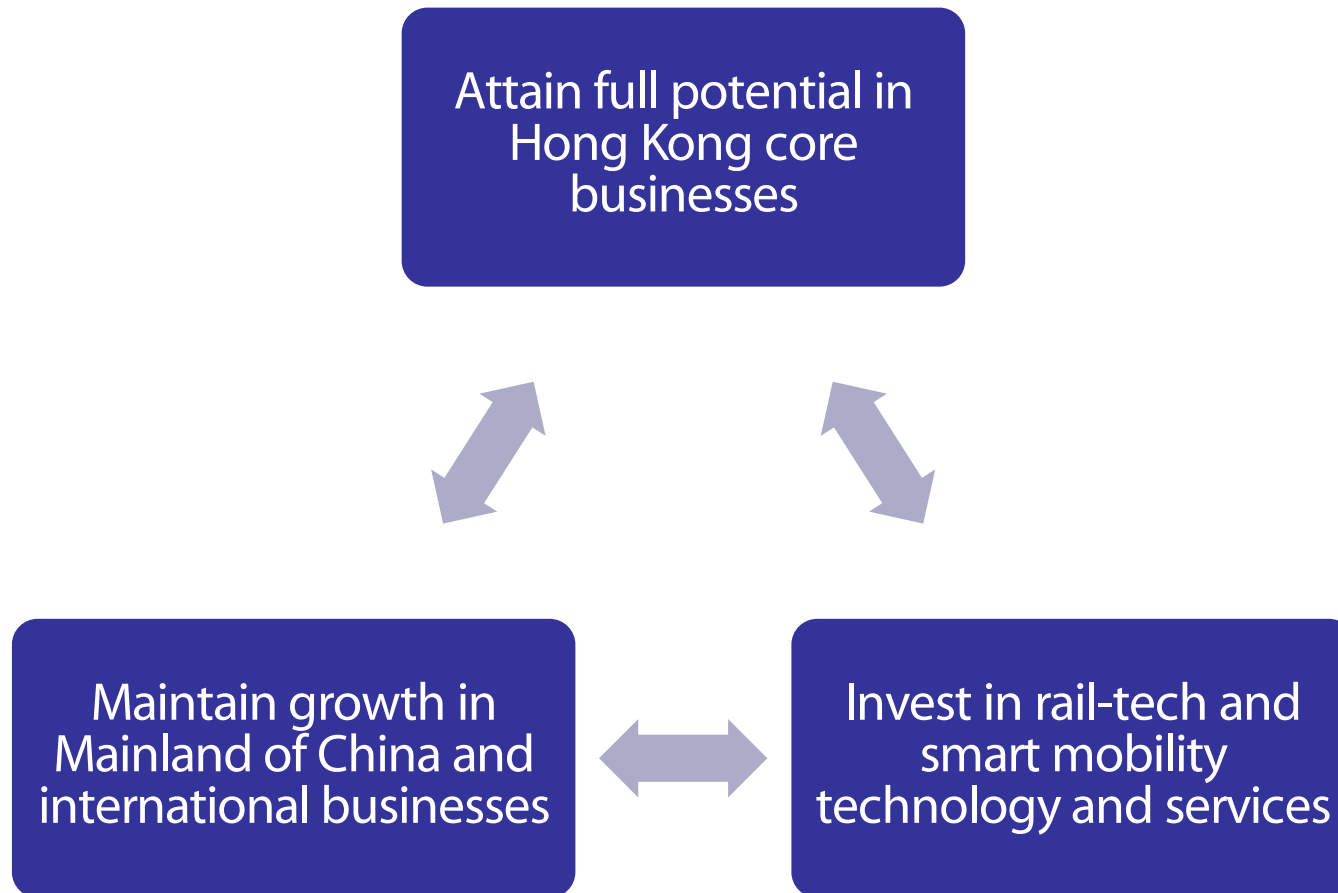 Attain full potential in
Hong Kong core
businesses
Maintain growth in
Mainland of China and
international businesses
Invest in rail-tech and
smart mobility
technology and services